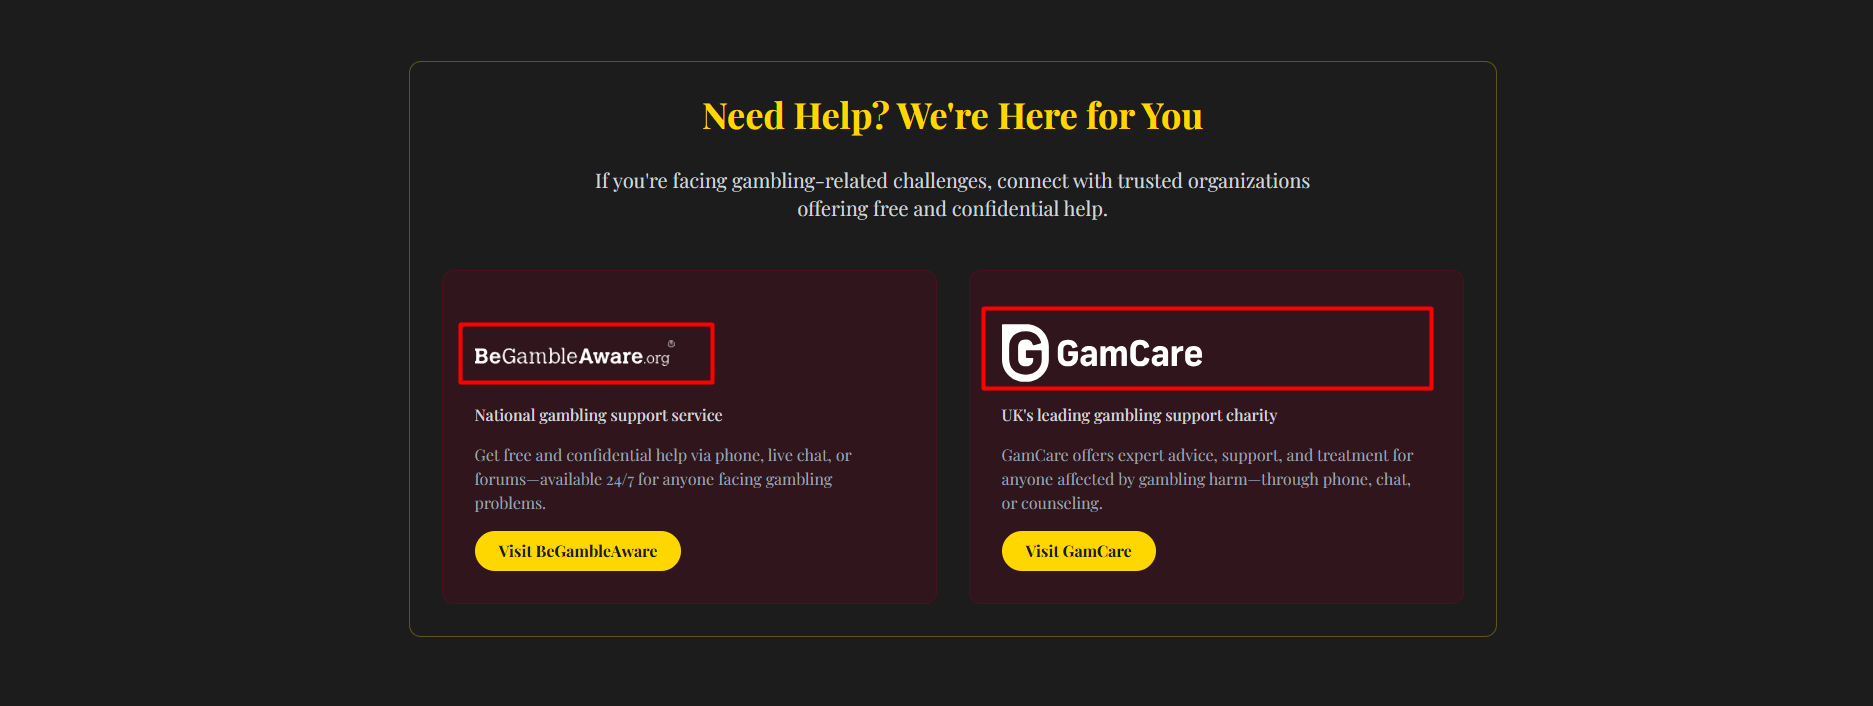 Need Help? We're Here for You
If you're facing gambling-related challenges, connect with trusted organizations
offering free and confidential help.
BeGambleAware.org®
National gambling support service
Get free and confidential help via phone, live chat, or
forums—available 24/7 for anyone facing gambling
problems.
Visit BeGambleAware
GamCare
UK's leading gambling support charity
GamCare offers expert advice, support, and treatment for
anyone affected by gambling harm—through phone, chat,
or counseling.
Visit GamCare